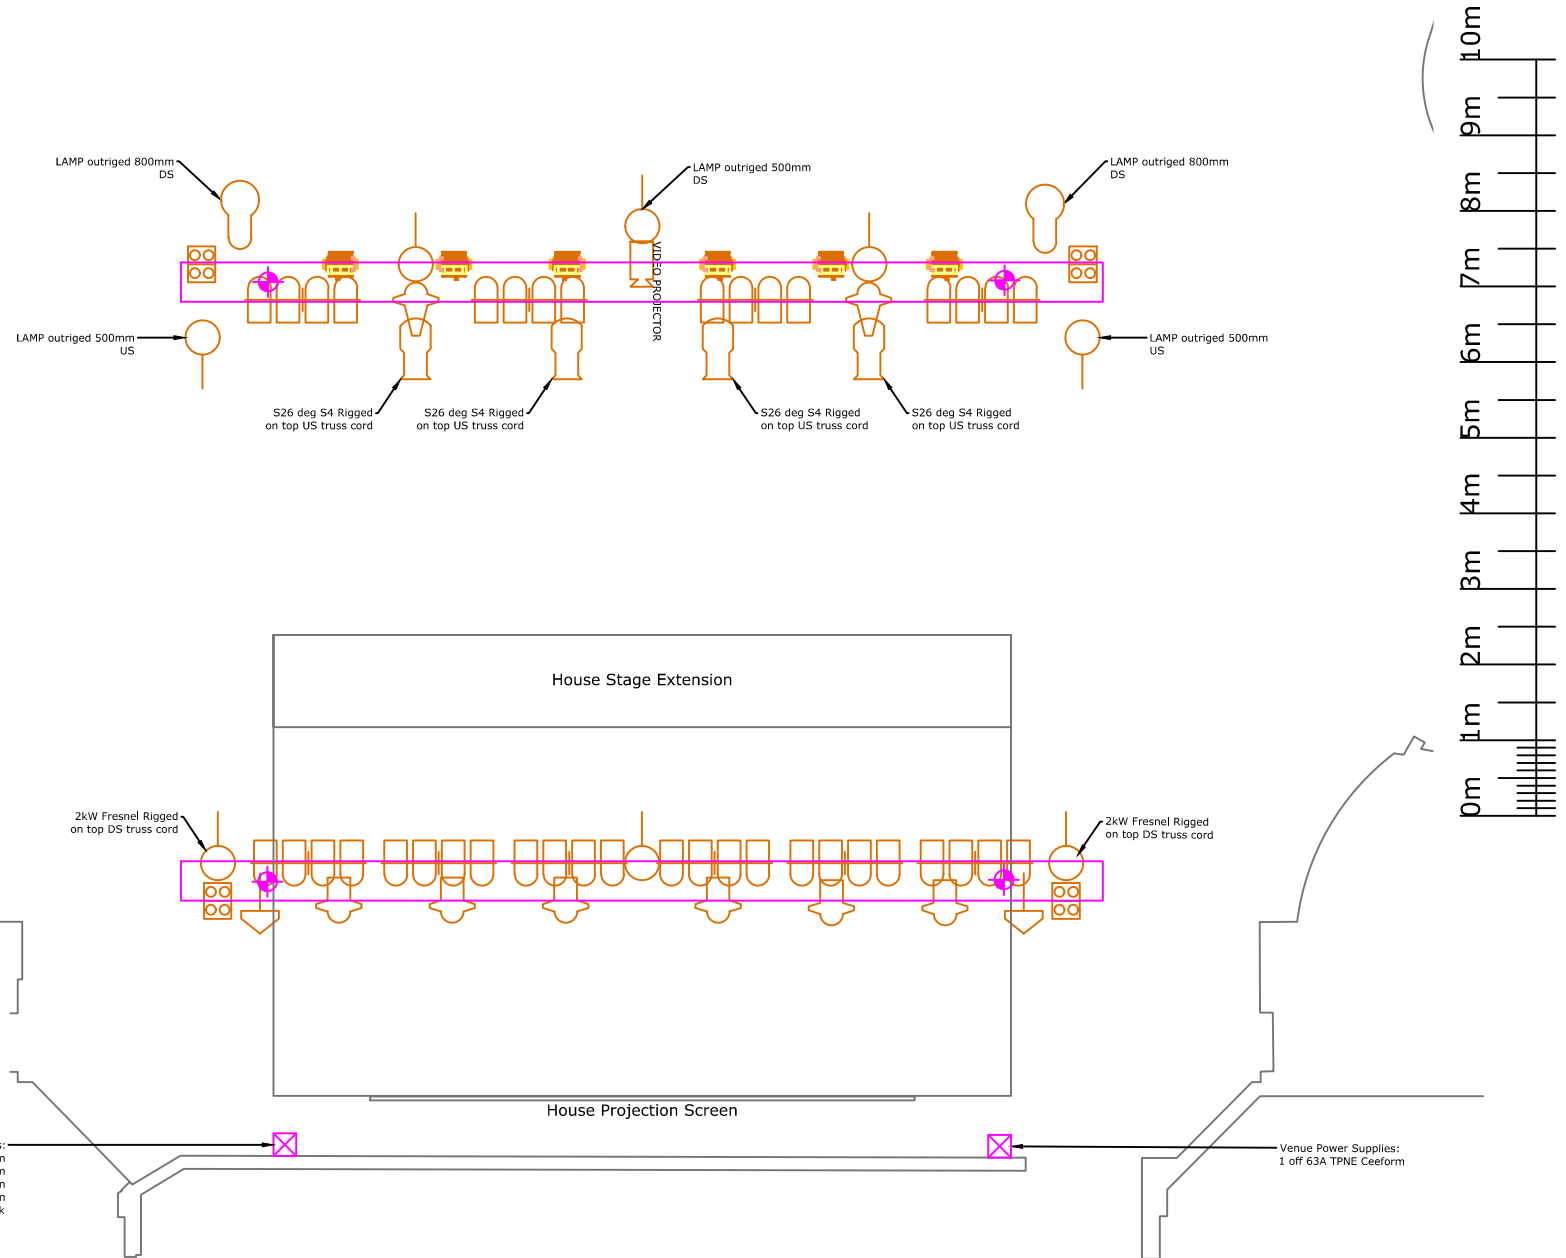 10m
9m
8m
7m
6m
5m
4m
3m
2m
1m
0m
LAMP outriged 800mm
DS
LAMP outriged 500mm
DS
LAMP outriged 800mm
DS
VIDEO PROJECTOR
LAMP outriged 500mm
US
LAMP outriged 500mm
US
S26 deg S4 Rigged
on top US truss cord
S26 deg S4 Rigged
on top US truss cord
S26 deg S4 Rigged
on top US truss cord
S26 deg S4 Rigged
on top US truss cord
House Stage Extension
2kW Fresnel Rigged
on top DS truss cord
2kW Fresnel Rigged
on top DS truss cord
House Projection Screen
Venue Power Supplies:
1 off 63A TPNE Ceeform